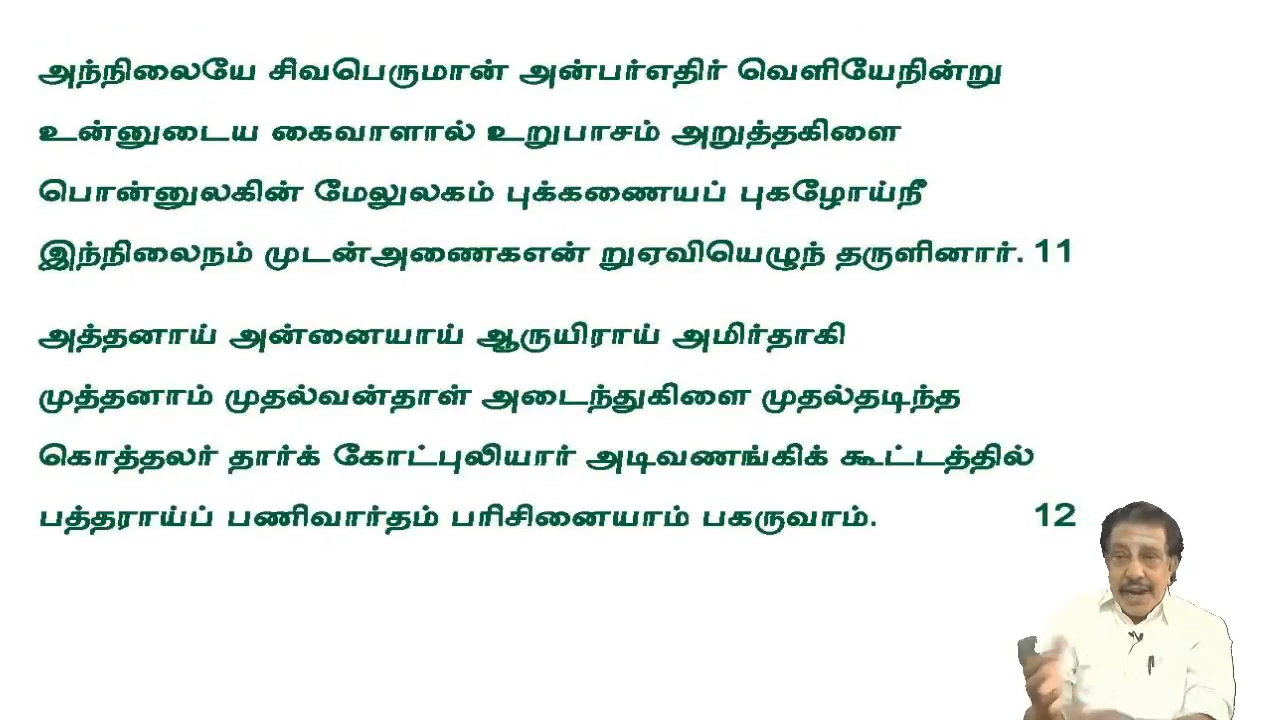 அந்நிலையே சிவபெருமான் அன்பர்எதிர் வெளியேநின்று
உன்னுடைய கைவாளால் உறுபாசம் அறுத்தகிளை
பொன்னுலகின் மேலுலகம் புக்கணையப் புகழோய்நீ
இந்நிலைநம் முடன்அணைகஎன் றுஏவியெழுந் தருளினார். 11
அத்தனாய் அன்னையாய் ஆருயிராய் அமிர்தாகி
முத்தனாம் முதல்வன்தாள் அடைந்துகிளை முதல்தடிந்த
கொத்தலர் தார்க் கோட்புலியார் அடிவணங்கிக் கூட்டத்தில்
பத்தராய்ப் பணிவார்தம் பரிசினையாம் பகருவாம். 12